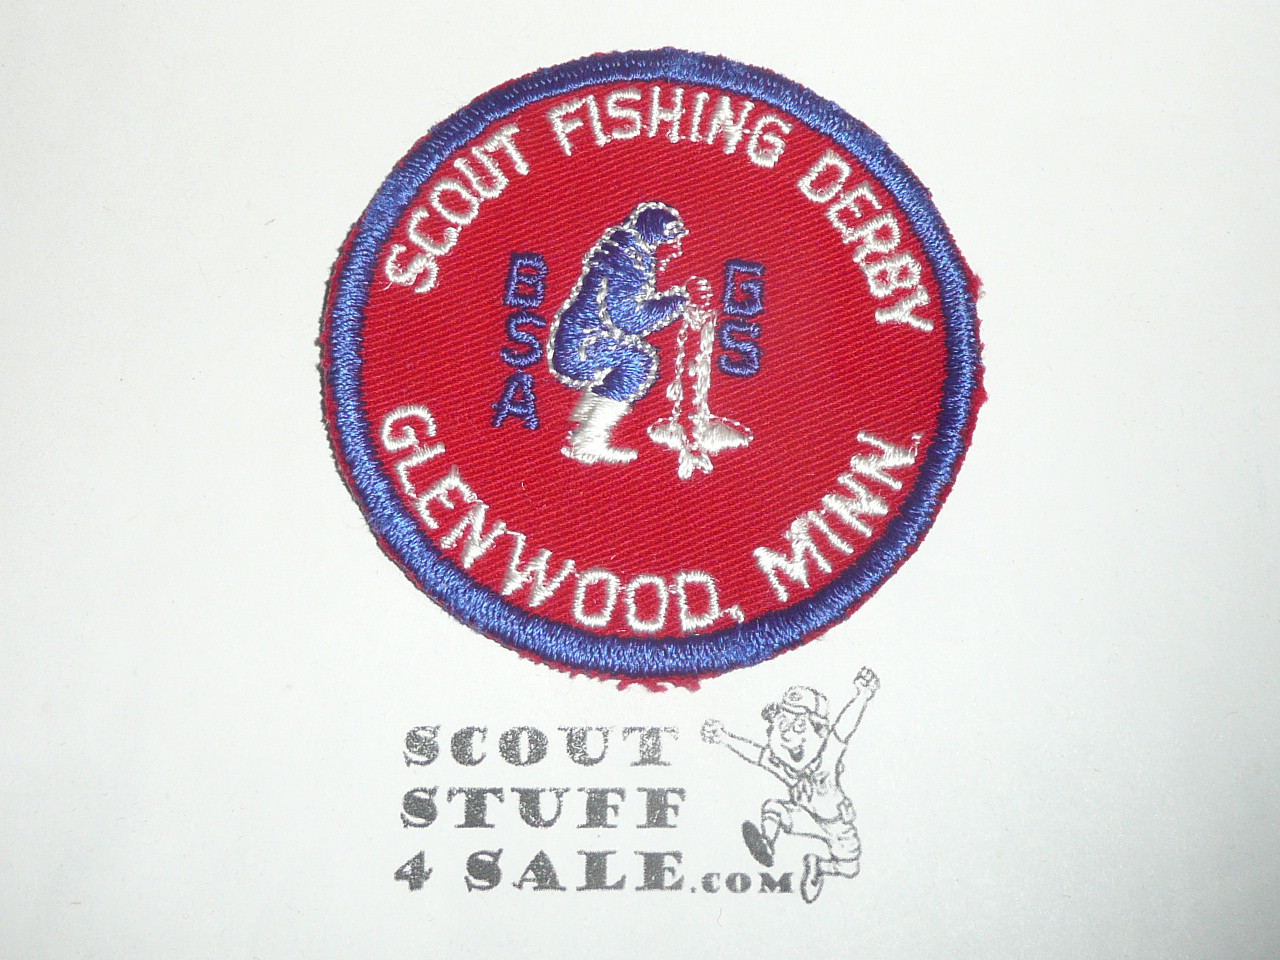 SCOUT FISHING DERBY
BSA
GS
GLENWOOD, MINN.
SCOUT
STUFF
4 SALE.COM